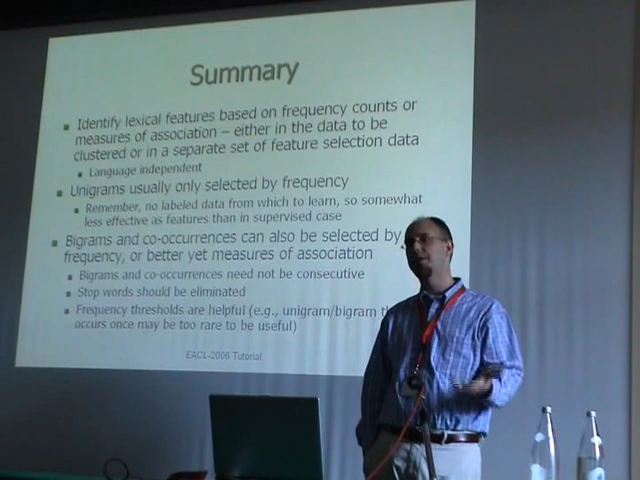 Summary
Identify lexical features based on frequency counts or
measures of association – either in the data to be
clustered or in a separate set of feature selection data
Language independent
Unigrams usually only selected by frequency
Remember, no labeled data from which to learn, so somewhat
less effective as features than in supervised case
Bigrams and co-occurrences can also be selected by
frequency, or better yet measures of association
Bigrams and co-occurrences need not be consecutive
Stop words should be eliminated
Frequency thresholds are helpful (e.g., unigram/bigram
occurs once may be too rare to be useful)
EACL-2006 Tutorial